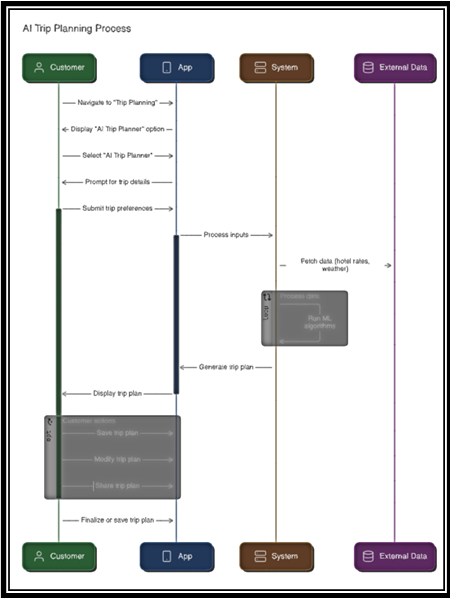 AI Trip Planning Process
Customer
App
System
External Data
Navigate to "Trip Planning"
Display "AI Trip Planner" option
Select "AI Trip Planner"
Prompt for trip details
Submit trip preferences
Process inputs
Fetch data (hotel rates,
weather)
loop
Process data
Run ML
algorithms
Generate trip plan
Display trip plan
opt
Customer actions
Save trip plan
Modify trip plan
Share trip plan
Finalize or save trip plan
Customer
App
System
External Data